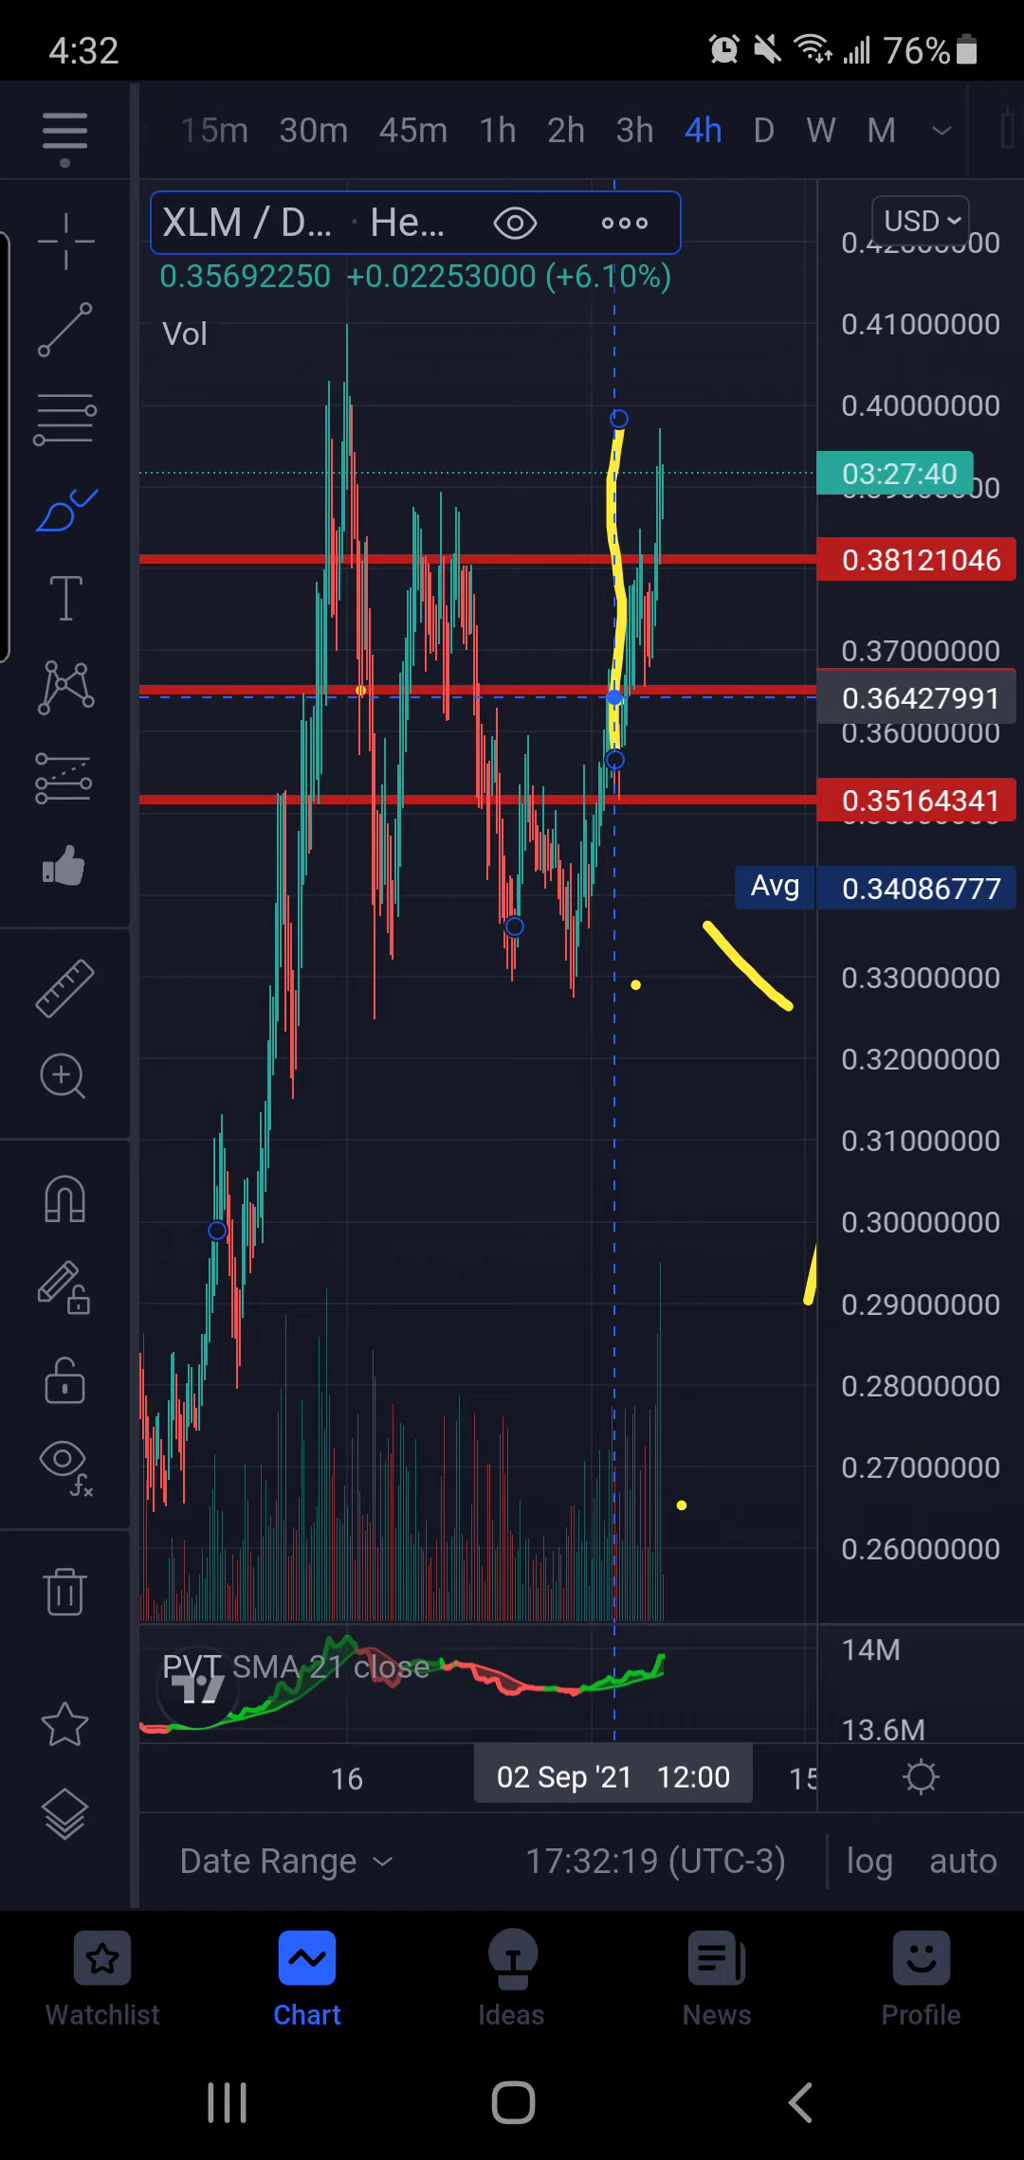 4:32 76%
15m 30m 45m 1h 2h 3h 4h D W M
XLM / D... · He...
USD
0.35692250 +0.02253000 (+6.10%)
Vol
0.41000000
0.40000000
03:27:40
0.38121046
0.37000000
0.36427991
0.36000000
0.35164341
Avg 0.34086777
0.33000000
0.32000000
0.31000000
0.30000000
0.29000000
0.28000000
0.27000000
0.26000000
PVT SMA 21 close
14M
13.6M
16 02 Sep '21 12:00 15
Date Range 17:32:19 (UTC-3) log auto
Watchlist Chart Ideas News Profile